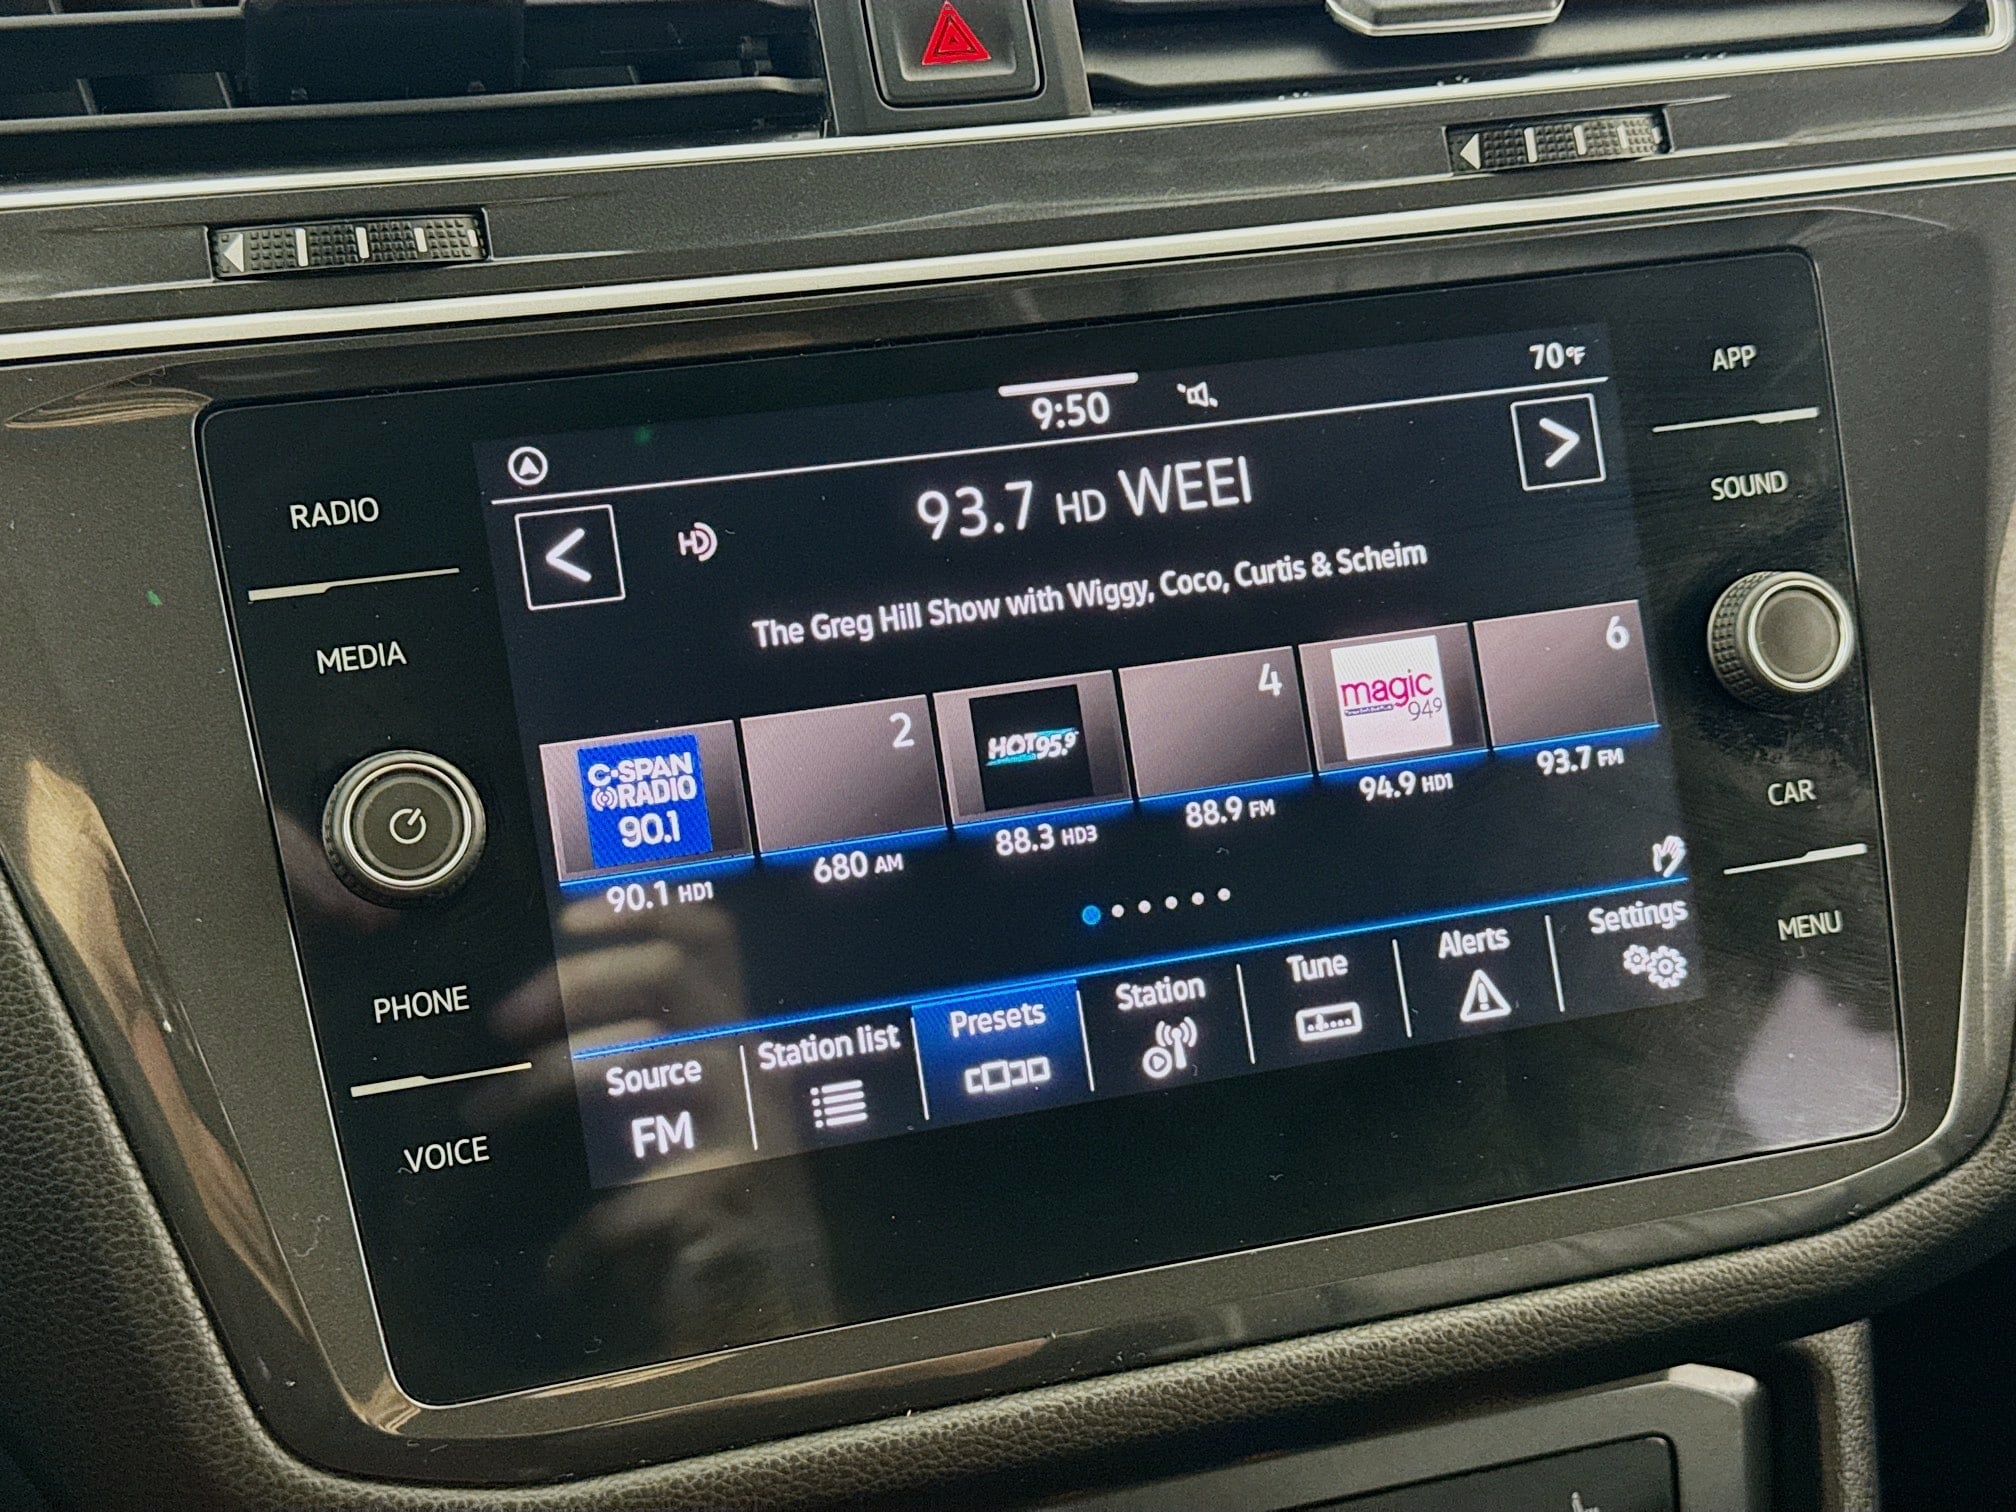 70°F
9:50
APP
RADIO
93.7 HD WEEI
SOUND
HD
The Greg Hill Show with Wiggy, Coco, Curtis & Scheim
MEDIA
C-SPAN
RADIO
90.1
2
HOT95.9
4
magic
94.9
6
90.1 HD1
680 AM
88.3 HD3
88.9 FM
94.9 HD1
93.7 FM
CAR
MENU
PHONE
Source
FM
Station list
Presets
Station
Tune
Alerts
Settings
VOICE